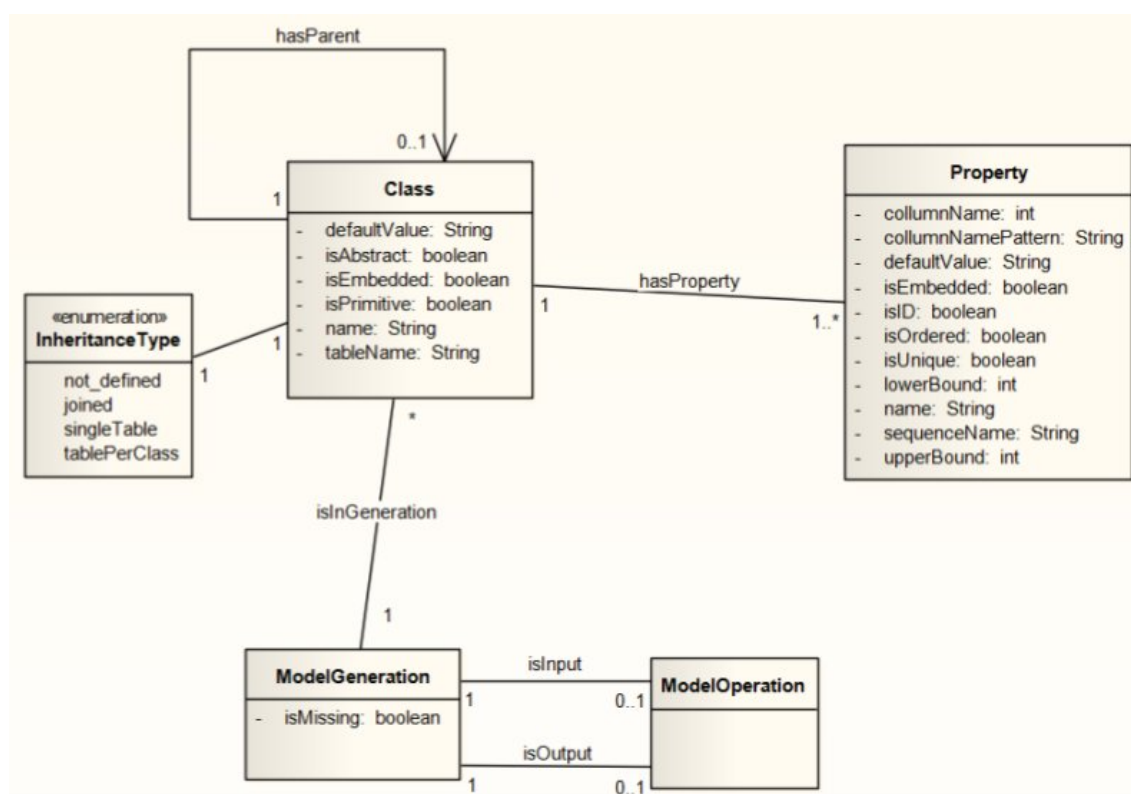 hasParent
0..1
1
Class
- defaultValue: String
- isAbstract: boolean
- isEmbedded: boolean
- isPrimitive: boolean
- name: String
- tableName: String
Property
- collumnName: int
- collumnNamePattern: String
- defaultValue: String
- isEmbedded: boolean
- isID: boolean
- isOrdered: boolean
- isUnique: boolean
- lowerBound: int
- name: String
- sequenceName: String
- upperBound: int
hasProperty
1
1..*
«enumeration»
InheritanceType
not_defined
joined
singleTable
tablePerClass
1
1
*
isInGeneration
1
ModelGeneration
- isMissing: boolean
isInput
1
0..1
ModelOperation
isOutput
1
0..1